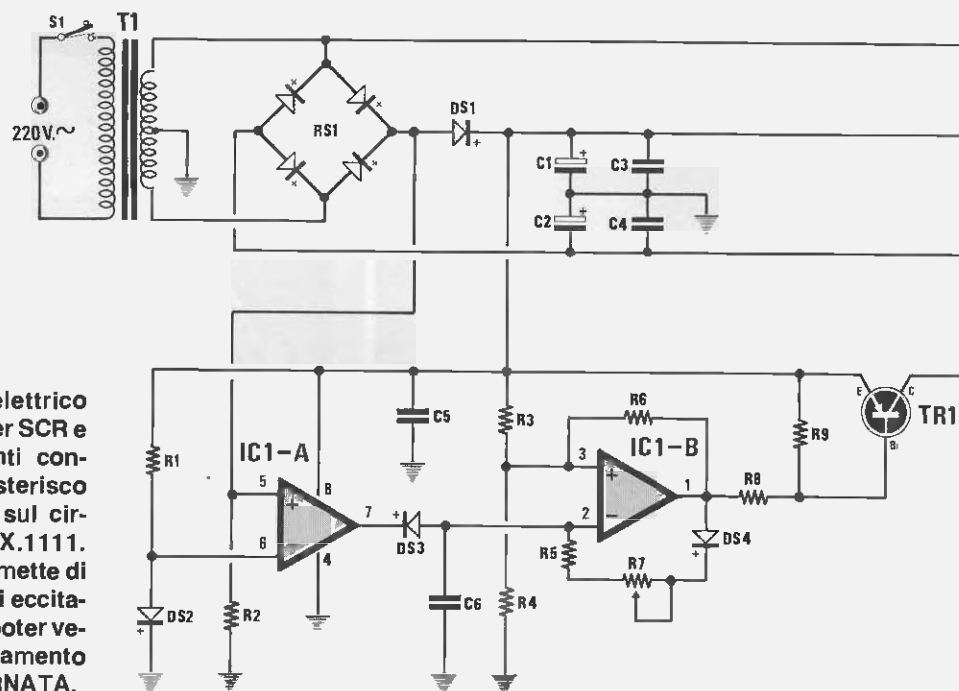 S1
T1
220V.~
RS1
DS1
C1
C3
C2
C4
+
+
+
R1
IC1-A
5
6
8
4
7
+
−
DS2
+
R2
C5
DS3
+
C6
R3
R4
R6
IC1-B
3
2
1
+
−
R5
R7
R8
DS4
+
R9
E
C
B
TR1
elettrico
er SCR e
nti con-
sterisco
sul cir-
X.1111.
mette di
i eccita-
oter ve-
amento
RNATA.